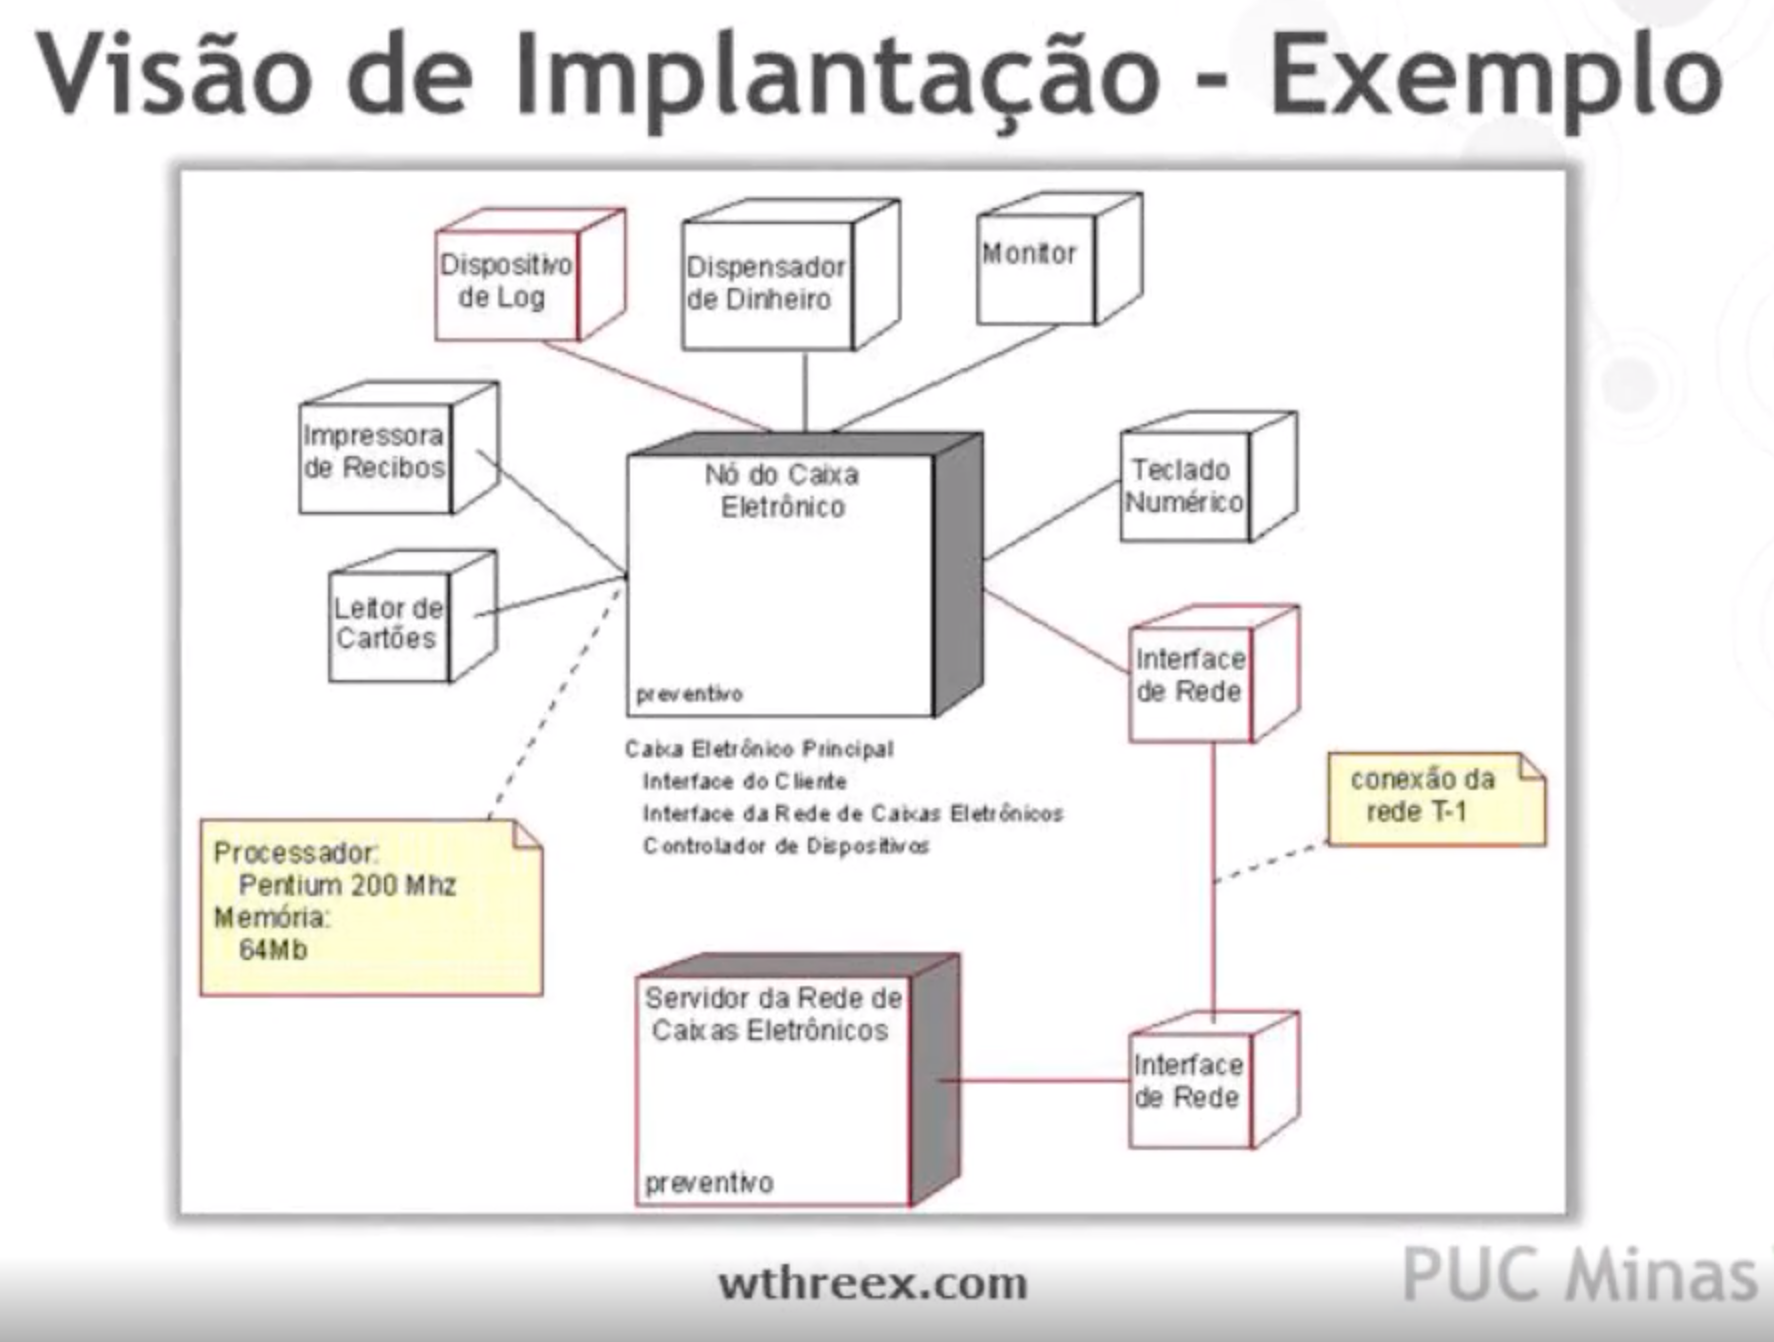 Visão de Implantação - Exemplo
Dispositivo
de Log
Dispensador
de Dinheiro
Monitor
Impressora
de Recibos
Nó do Caixa
Eletrônico
preventivo
Teclado
Numérico
Leitor de
Cartões
Interface
de Rede
Caixa Eletrônico Principal
Interface do Cliente
Interface da Rede de Caixas Eletrônicos
Controlador de Dispositivos
conexão da
rede T-1
Processador:
Pentium 200 Mhz
Memória:
64Mb
Servidor da Rede de
Caixas Eletrônicos
preventivo
Interface
de Rede
wthreex.com
PUC Minas